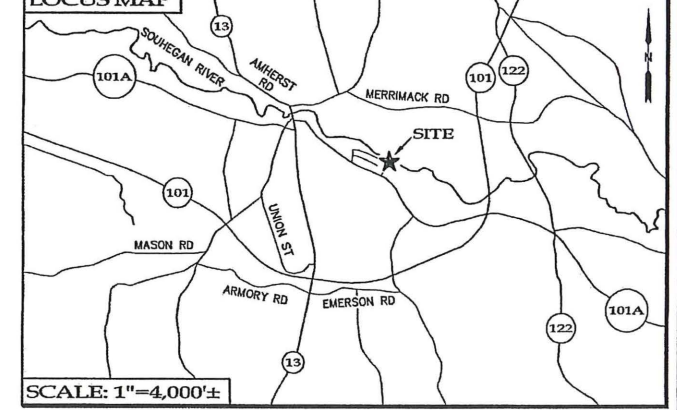 LOCUS MAP
13
SOUHEGAN RIVER
AMHERST
RD
101A
MERRIMACK RD
101
122
N
SITE
101
UNION ST
MASON RD
ARMORY RD
EMERSON RD
101A
122
13
SCALE: 1"=4,000'±